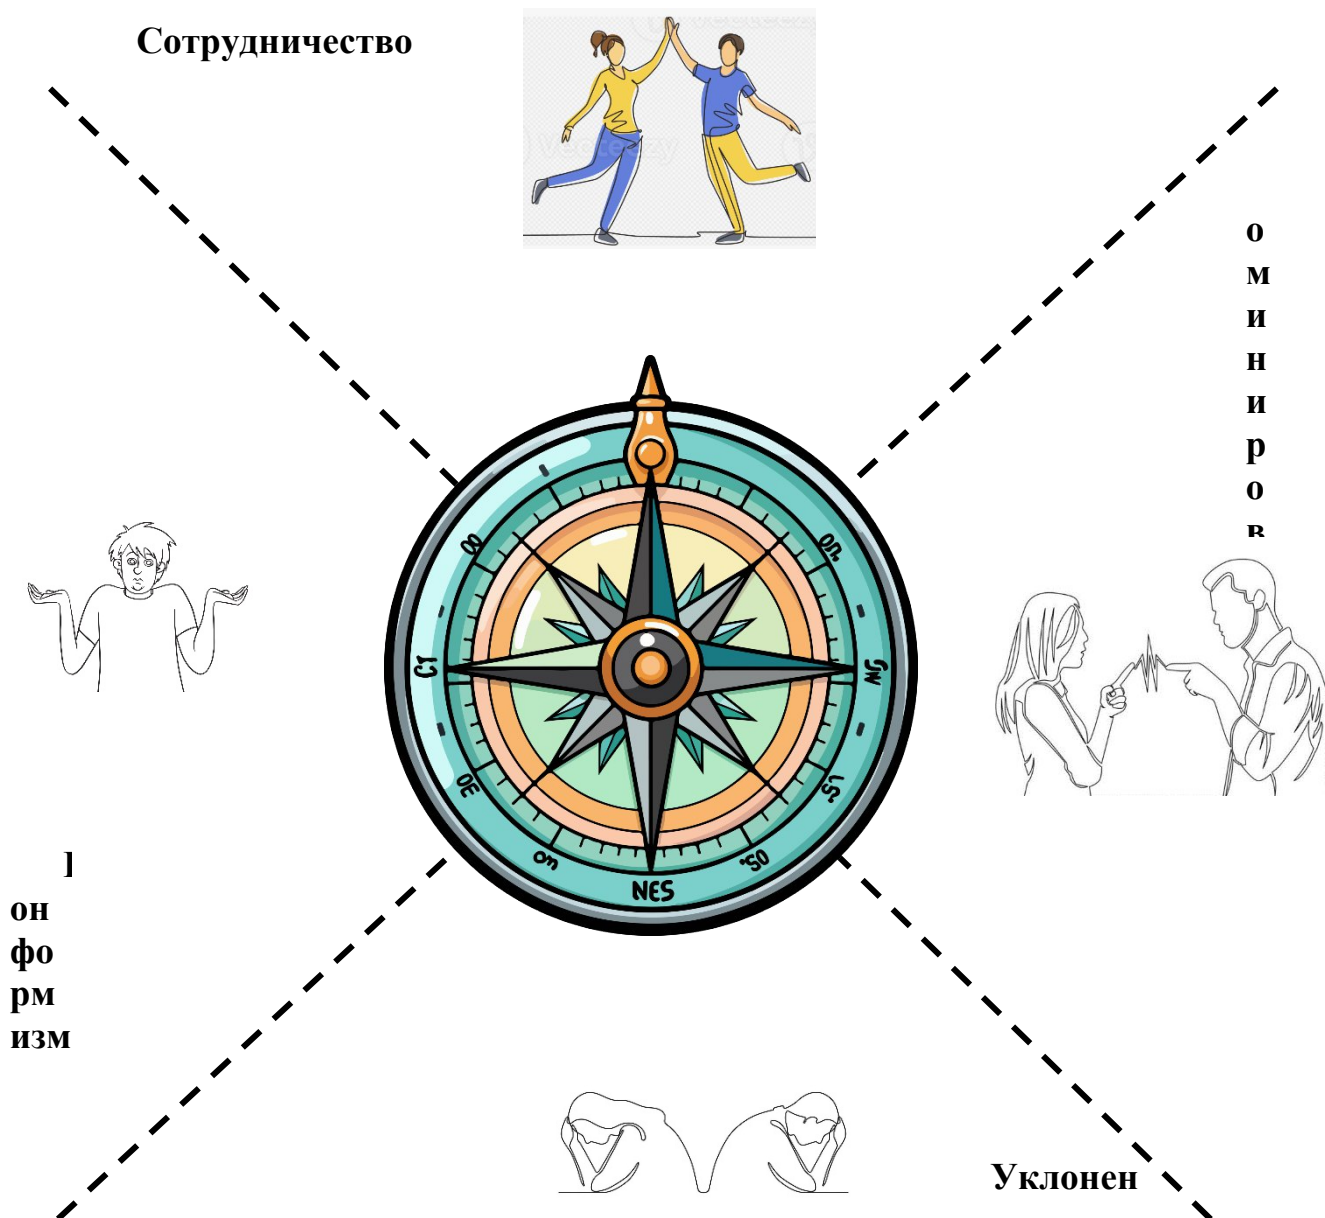 Сотрудничество
о
м
и
н
и
р
о
в
он
фо
рм
изм
NES
Уклонен